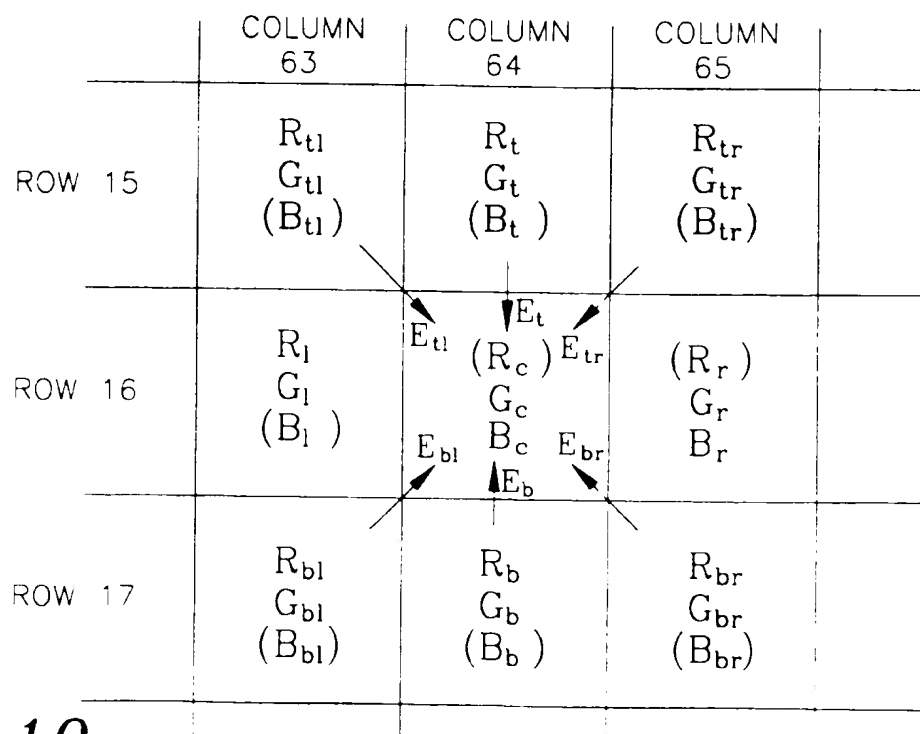 COLUMN 63 COLUMN 64 COLUMN 65
ROW 15
R_tl R_t R_tr
G_tl G_t G_tr
(B_tl) (B_t) (B_tr)
E_tl E_t E_tr
ROW 16
R_l (R_c) (R_r)
G_l G_c G_r
(B_l) B_c B_r
E_bl E_b E_br
ROW 17
R_bl R_b R_br
G_bl G_b G_br
(B_bl) (B_b) (B_br)